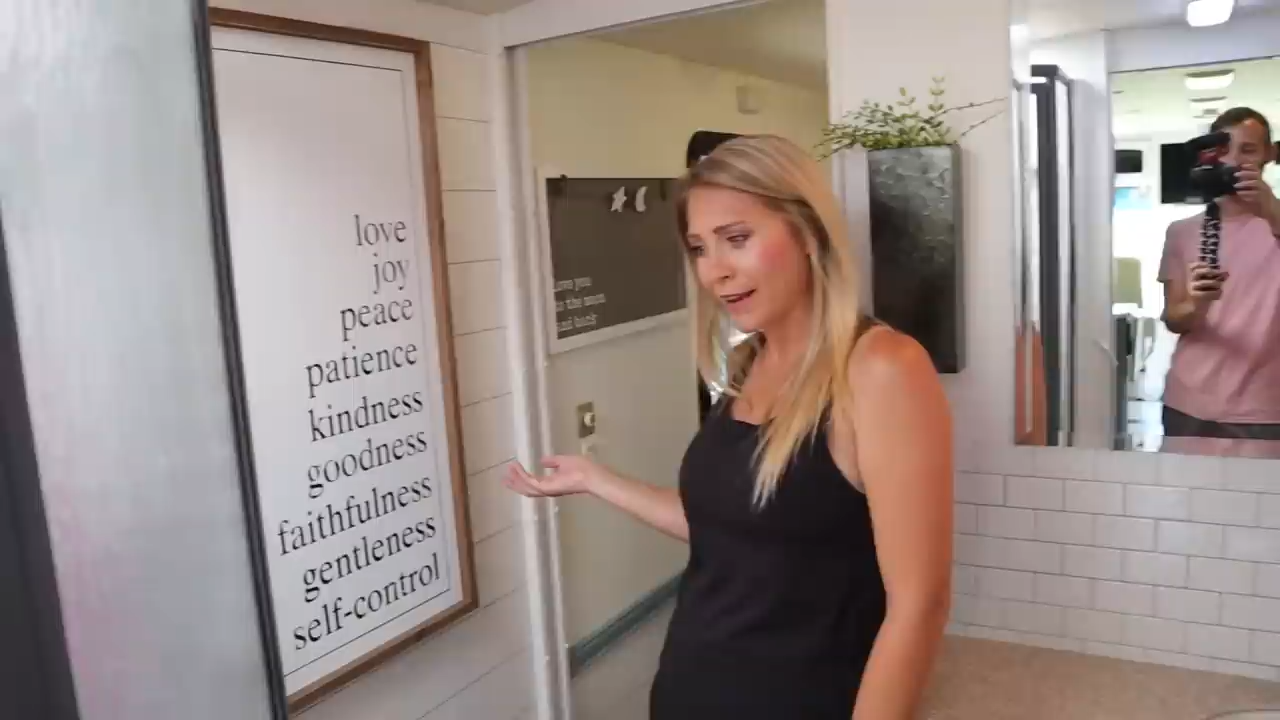 love
joy
peace
patience
kindness
goodness
faithfulness
gentleness
self-control
Love you
to the moon
and back